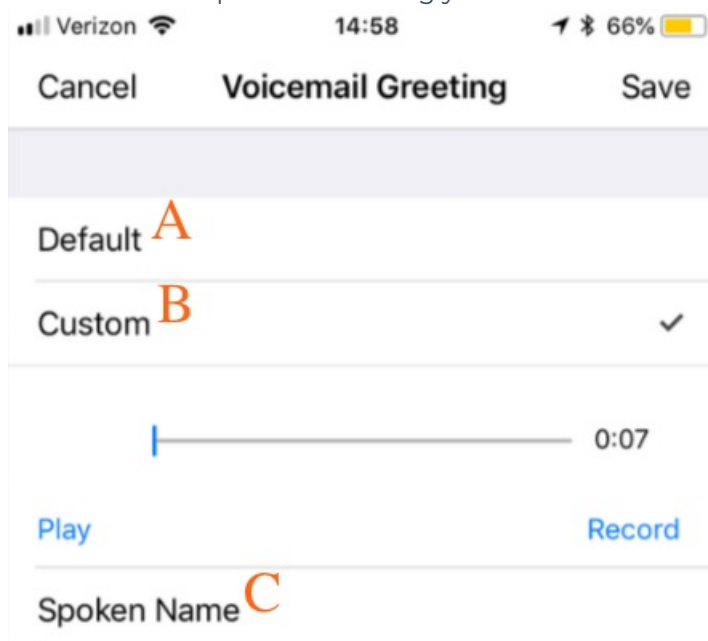 Verizon 14:58 66%
Cancel Voicemail Greeting Save
Default A
Custom B
0:07
Play Record
Spoken Name C